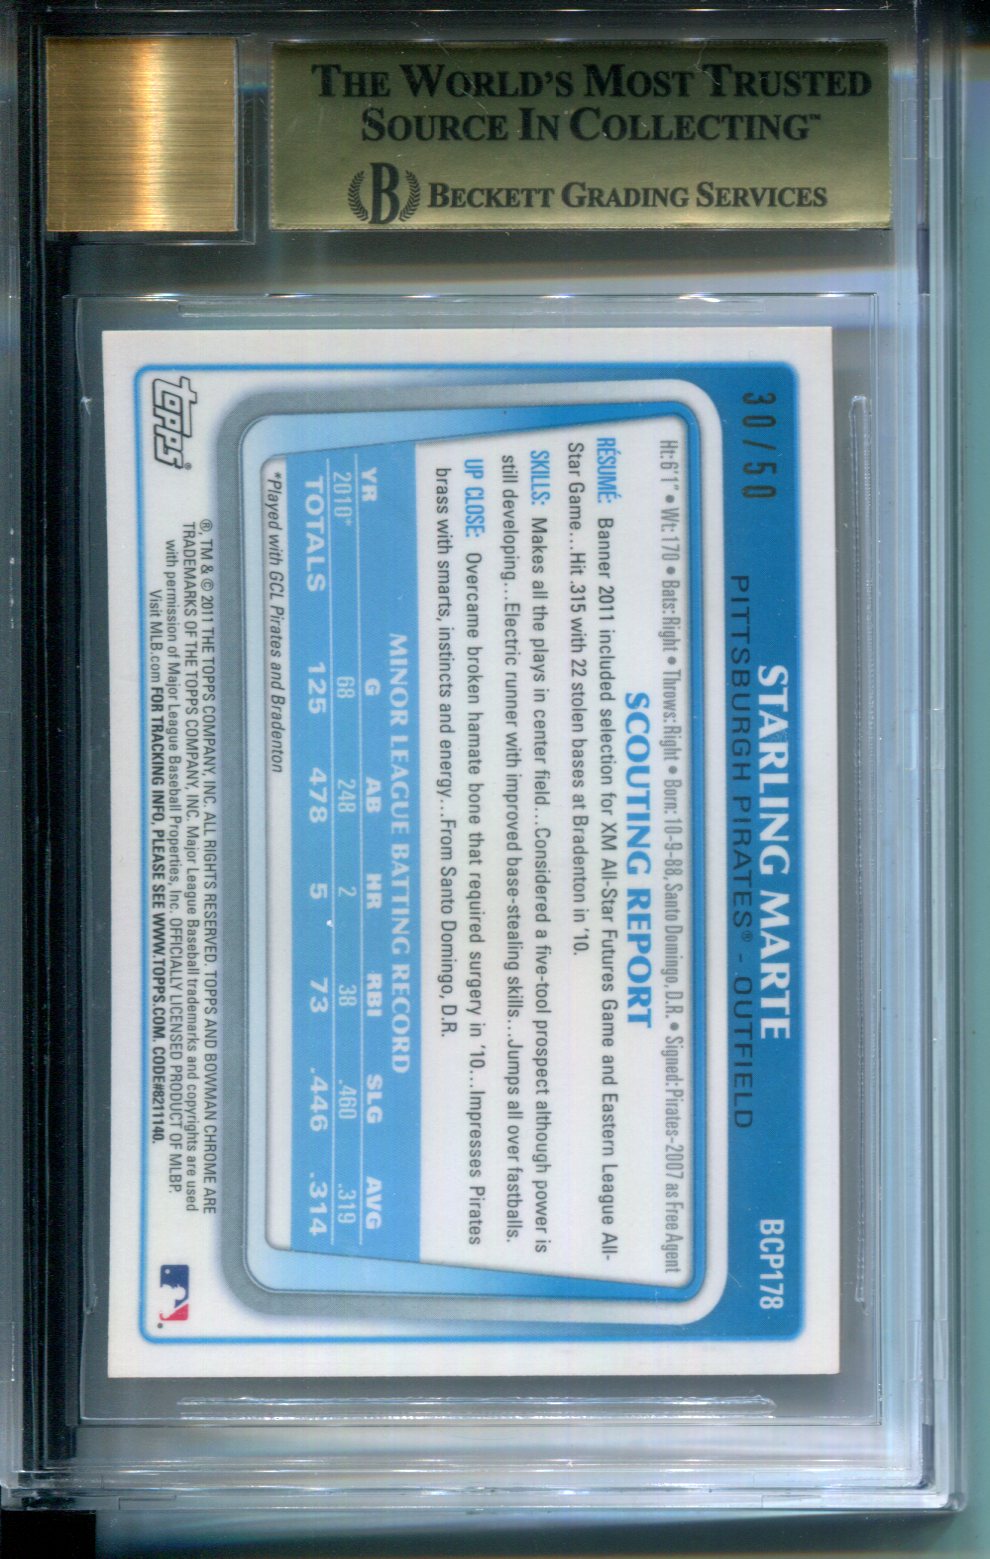 THE WORLD'S MOST TRUSTED
SOURCE IN COLLECTING™
B BECKETT GRADING SERVICES
30/50
STARLING MARTE
BCP178
PITTSBURGH PIRATES® - OUTFIELD
Ht: 6'1" • Wt: 170 • Bats: Right • Throws: Right • Born: 10-9-88, Santo Domingo, D.R. • Signed: Pirates-2007 as Free Agent
SCOUTING REPORT
RÉSUMÉ: Banner 2011 included selection for XM All-Star Futures Game and Eastern League All-
Star Game...Hit .315 with 22 stolen bases at Bradenton in '10.
SKILLS: Makes all the plays in center field...Considered a five-tool prospect although power is
still developing...Electric runner with improved base-stealing skills...Jumps all over fastballs.
UP CLOSE: Overcame broken hamate bone that required surgery in '10...Impresses Pirates
brass with smarts, instincts and energy...From Santo Domingo, D.R.
MINOR LEAGUE BATTING RECORD
YR G AB HR RBI SLG AVG
2010* 68 248 2 38 .460 .319
TOTALS 125 478 5 73 .446 .314
*Played with GCL Pirates and Bradenton
topps®
®, TM & © 2011 THE TOPPS COMPANY, INC. ALL RIGHTS RESERVED. TOPPS AND BOWMAN CHROME ARE
TRADEMARKS OF THE TOPPS COMPANY, INC. Major League Baseball trademarks and copyrights are used
with permission of Major League Baseball Properties, Inc. OFFICIALLY LICENSED PRODUCT OF MLBP.
Visit MLB.com FOR TRACKING INFO, PLEASE SEE WWW.TOPPS.COM. CODE#8211140.